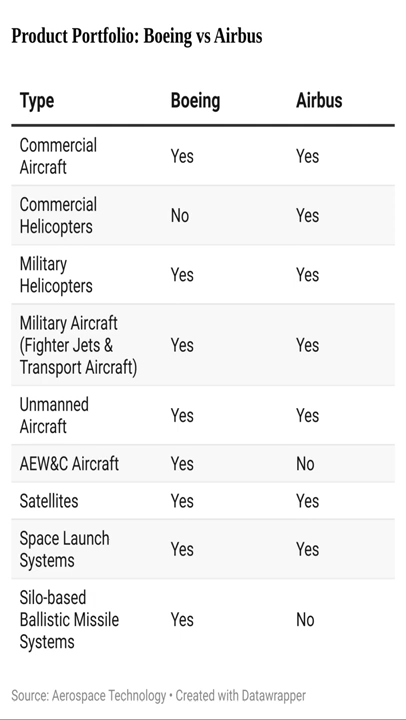 Product Portfolio: Boeing vs Airbus
Type Boeing Airbus
Commercial
Aircraft
Yes Yes
Commercial
Helicopters
No Yes
Military
Helicopters
Yes Yes
Military Aircraft
(Fighter Jets &
Transport Aircraft)
Yes Yes
Unmanned
Aircraft
Yes Yes
AEW&C Aircraft Yes No
Satellites Yes Yes
Space Launch
Systems
Yes Yes
Silo-based
Ballistic Missile
Systems
Yes No
Source: Aerospace Technology • Created with Datawrapper